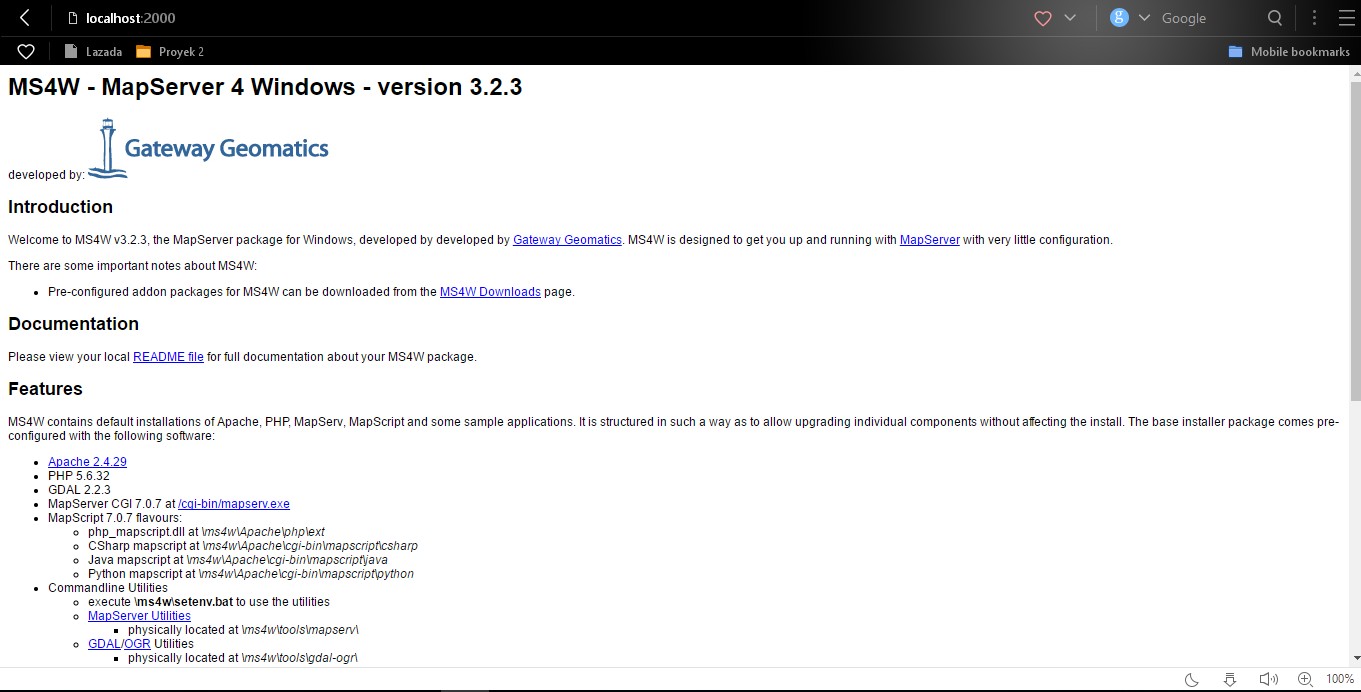 localhost:2000
Google
Lazada
Proyek 2
Mobile bookmarks
MS4W - MapServer 4 Windows - version 3.2.3
developed by: Gateway Geomatics
Introduction
Welcome to MS4W v3.2.3, the MapServer package for Windows, developed by developed by Gateway Geomatics. MS4W is designed to get you up and running with MapServer with very little configuration.
There are some important notes about MS4W:
Pre-configured addon packages for MS4W can be downloaded from the MS4W Downloads page.
Documentation
Please view your local README file for full documentation about your MS4W package.
Features
MS4W contains default installations of Apache, PHP, MapServ, MapScript and some sample applications. It is structured in such a way as to allow upgrading individual components without affecting the install. The base installer package comes pre-
configured with the following software:
Apache 2.4.29
PHP 5.6.32
GDAL 2.2.3
MapServer CGI 7.0.7 at /cgi-bin/mapserv.exe
MapScript 7.0.7 flavours:
php_mapscript.dll at \ms4w\Apache\php\ext
CSharp mapscript at \ms4w\Apache\cgi-bin\mapscript\csharp
Java mapscript at \ms4w\Apache\cgi-bin\mapscript\java
Python mapscript at \ms4w\Apache\cgi-bin\mapscript\python
Commandline Utilities
execute \ms4w\setenv.bat to use the utilities
MapServer Utilities
physically located at \ms4w\tools\mapserv\
GDAL/OGR Utilities
physically located at \ms4w\tools\gdal-ogr\
100%